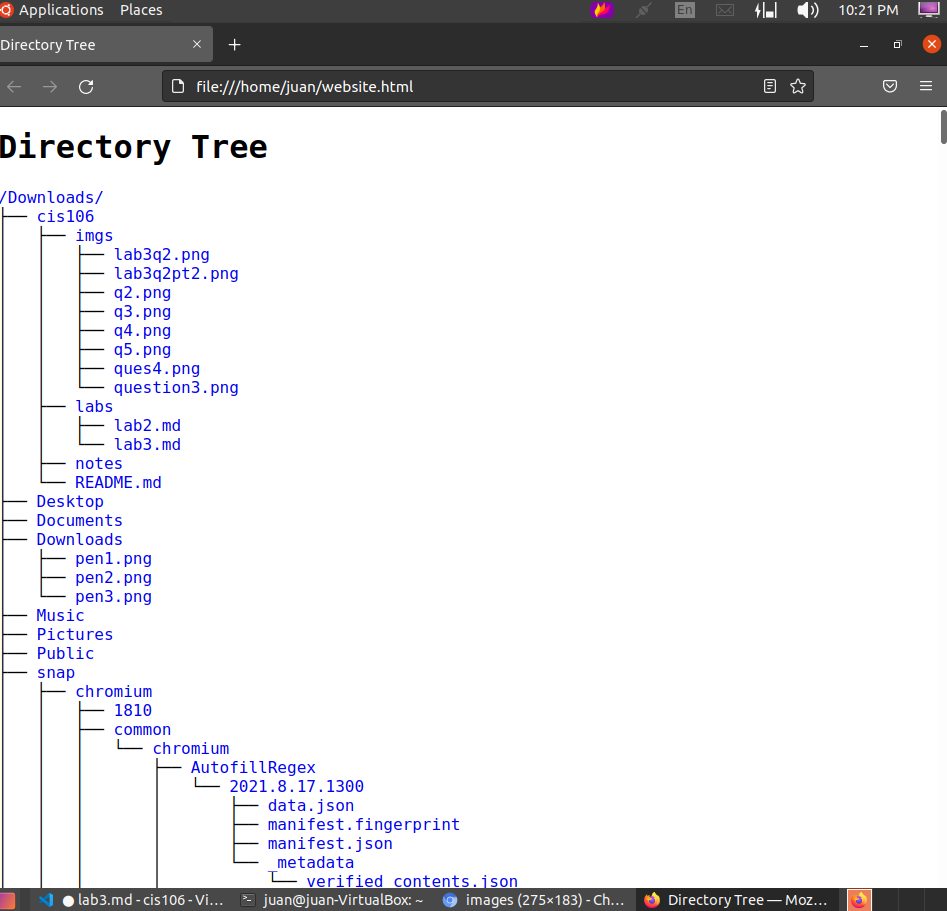 Applications Places En 10:21 PM
Directory Tree
file:///home/juan/website.html
Directory Tree
/Downloads/
├── cis106
│   ├── imgs
│   │   ├── lab3q2.png
│   │   ├── lab3q2pt2.png
│   │   ├── q2.png
│   │   ├── q3.png
│   │   ├── q4.png
│   │   ├── q5.png
│   │   ├── ques4.png
│   │   └── question3.png
│   ├── labs
│   │   ├── lab2.md
│   │   └── lab3.md
│   ├── notes
│   └── README.md
├── Desktop
├── Documents
├── Downloads
│   ├── pen1.png
│   ├── pen2.png
│   └── pen3.png
├── Music
├── Pictures
├── Public
├── snap
│   ├── chromium
│   │   ├── 1810
│   │   ├── common
│   │   │   └── chromium
│   │   │       ├── AutofillRegex
│   │   │       │   └── 2021.8.17.1300
│   │   │       │       ├── data.json
│   │   │       │       ├── manifest.fingerprint
│   │   │       │       ├── manifest.json
│   │   │       │       └── _metadata
│   │   │       │           └── verified_contents.json
● lab3.md - cis106 - Vi... juan@juan-VirtualBox: ~ images (275×183) - Ch... Directory Tree — Moz...